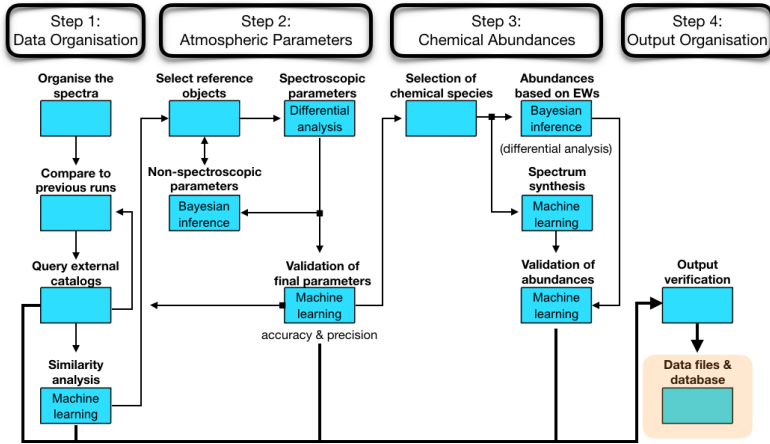 Step 1:
Data Organisation
Step 2:
Atmospheric Parameters
Step 3:
Chemical Abundances
Step 4:
Output Organisation
Organise the
spectra
Compare to
previous runs
Query external
catalogs
Similarity
analysis
Machine
learning
Select reference
objects
Non-spectroscopic
parameters
Bayesian
inference
Spectroscopic
parameters
Differential
analysis
Validation of
final parameters
Machine
learning
accuracy & precision
Selection of
chemical species
Abundances
based on EWs
Bayesian
inference
(differential analysis)
Spectrum
synthesis
Machine
learning
Validation of
abundances
Machine
learning
Output
verification
Data files &
database